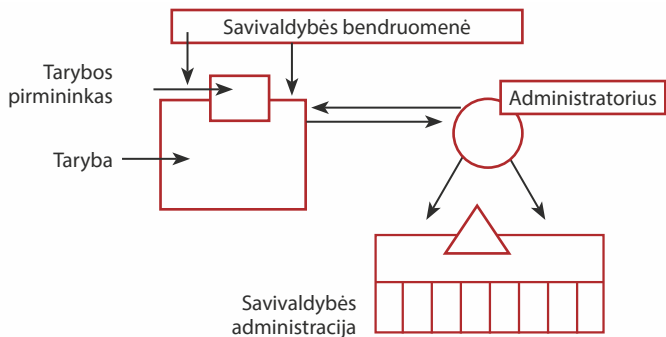 Savivaldybės bendruomenė
Tarybos
pirmininkas
Administratorius
Taryba
Savivaldybės
administracija